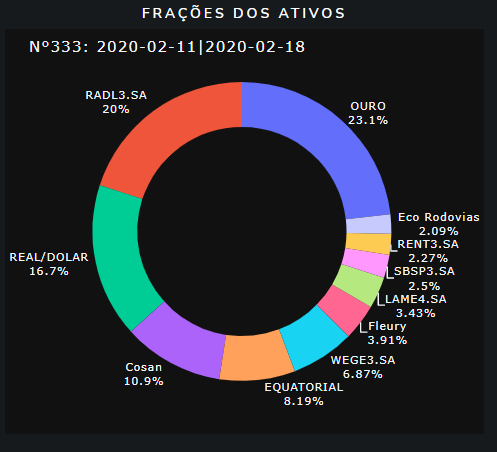 FRAÇÕES DOS ATIVOS
Nº333: 2020-02-11|2020-02-18
RADL3.SA
20%
OURO
23.1%
Eco Rodovias
2.09%
RENT3.SA
2.27%
SBSP3.SA
2.5%
LAME4.SA
3.43%
Fleury
3.91%
WEGE3.SA
6.87%
EQUATORIAL
8.19%
Cosan
10.9%
REAL/DOLAR
16.7%